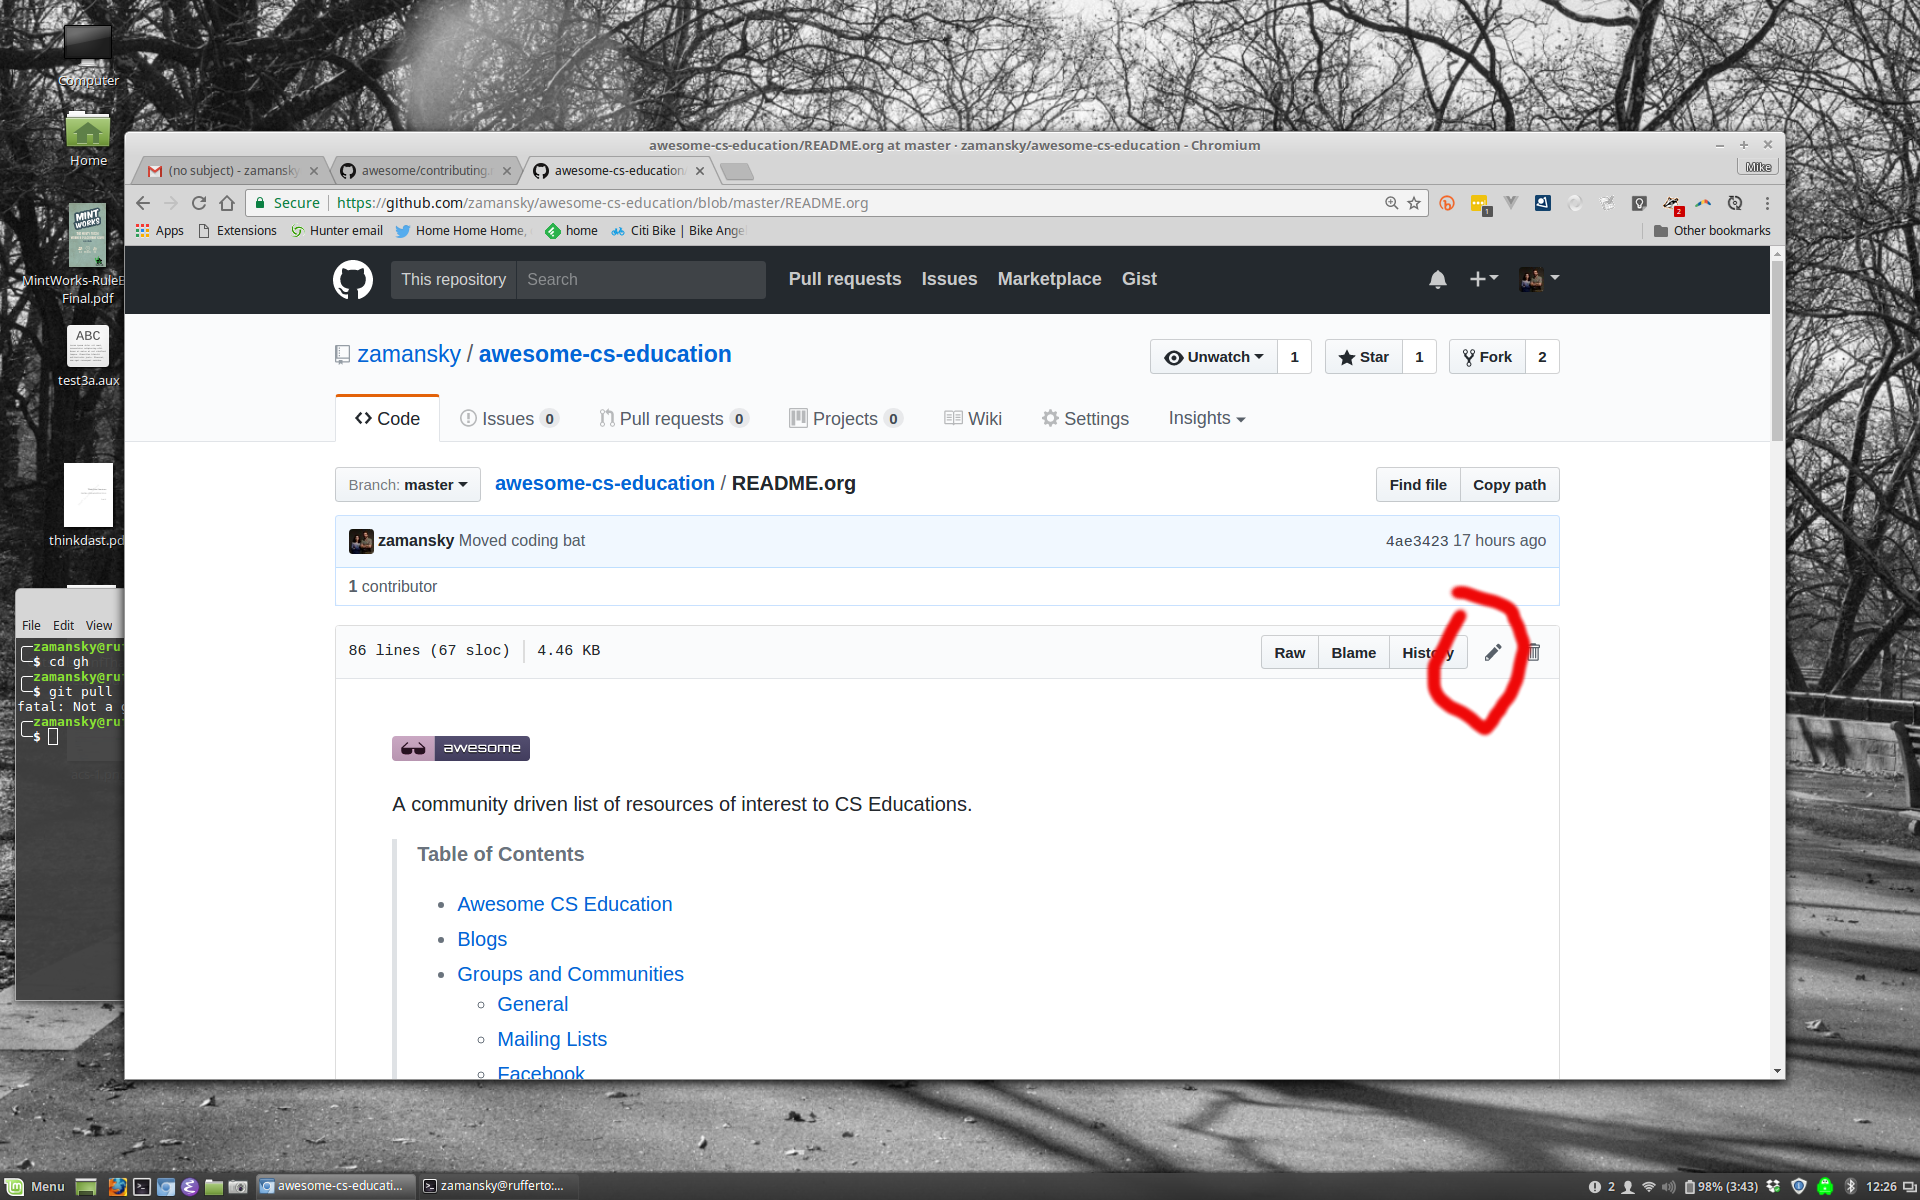 Computer
Home
MINT WORKS
MintWorks-RuleB
Final.pdf
ABC
test3a.aux
thinkdast.pd
File Edit View
zamansky@ru
$ cd gh
zamansky@ru
$ git pull
fatal: Not a g
zamansky@ru
$
awesome-cs-education/README.org at master · zamansky/awesome-cs-education - Chromium
Mike
(no subject) - zamansky
awesome/contributing.
awesome-cs-education
Secure https://github.com/zamansky/awesome-cs-education/blob/master/README.org
1
2
Apps Extensions Hunter email Home Home Home, home Citi Bike | Bike Ange Other bookmarks
This repository Search Pull requests Issues Marketplace Gist
zamansky / awesome-cs-education
Unwatch 1 Star 1 Fork 2
Code Issues 0 Pull requests 0 Projects 0 Wiki Settings Insights
Branch: master awesome-cs-education / README.org Find file Copy path
zamansky Moved coding bat 4ae3423 17 hours ago
1 contributor
86 lines (67 sloc) 4.46 KB Raw Blame History
awesome
A community driven list of resources of interest to CS Educations.
Table of Contents
Awesome CS Education
Blogs
Groups and Communities
General
Mailing Lists
Facebook
Menu awesome-cs-educati... zamansky@rufferto:... 2 98% (3:43) 12:26